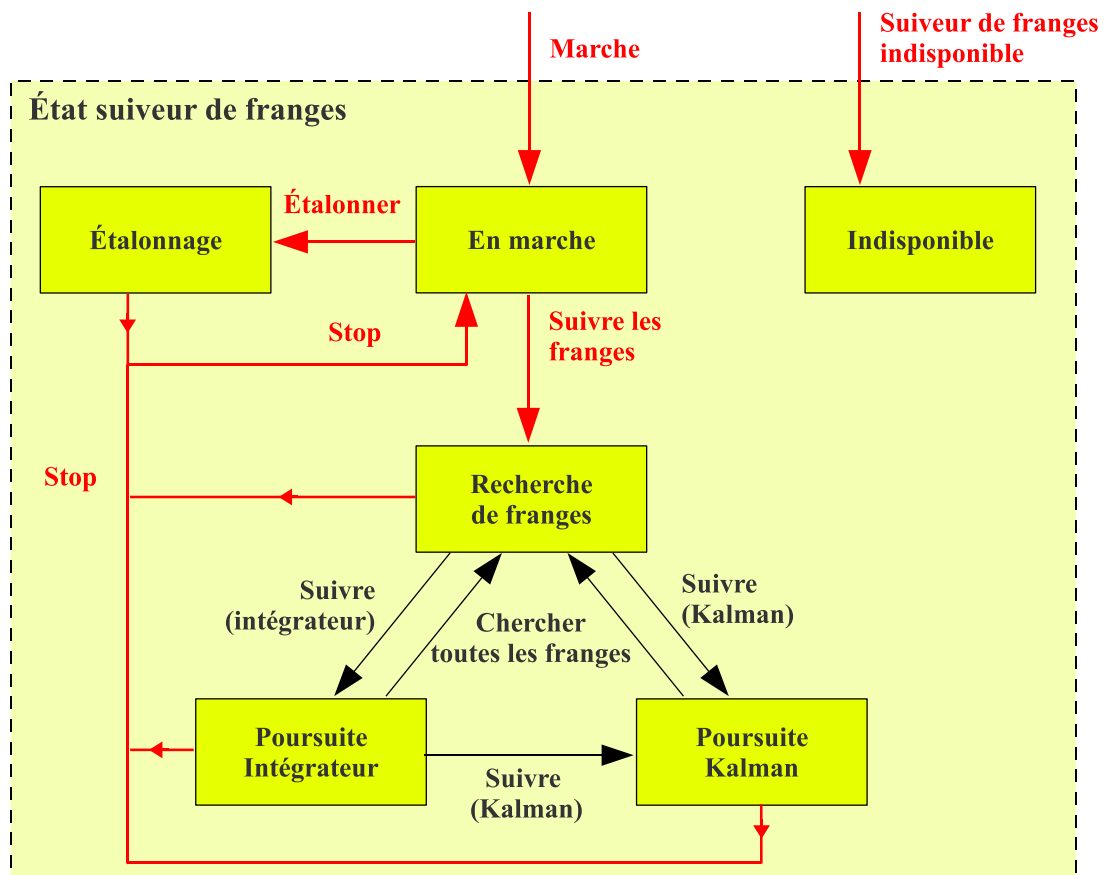 Marche
Suiveur de franges
indisponible
État suiveur de franges
Étalonnage
Étalonner
En marche
Indisponible
Stop
Suivre les
franges
Stop
Recherche
de franges
Suivre
(intégrateur)
Chercher
toutes les franges
Suivre
(Kalman)
Poursuite
Intégrateur
Suivre
(Kalman)
Poursuite
Kalman